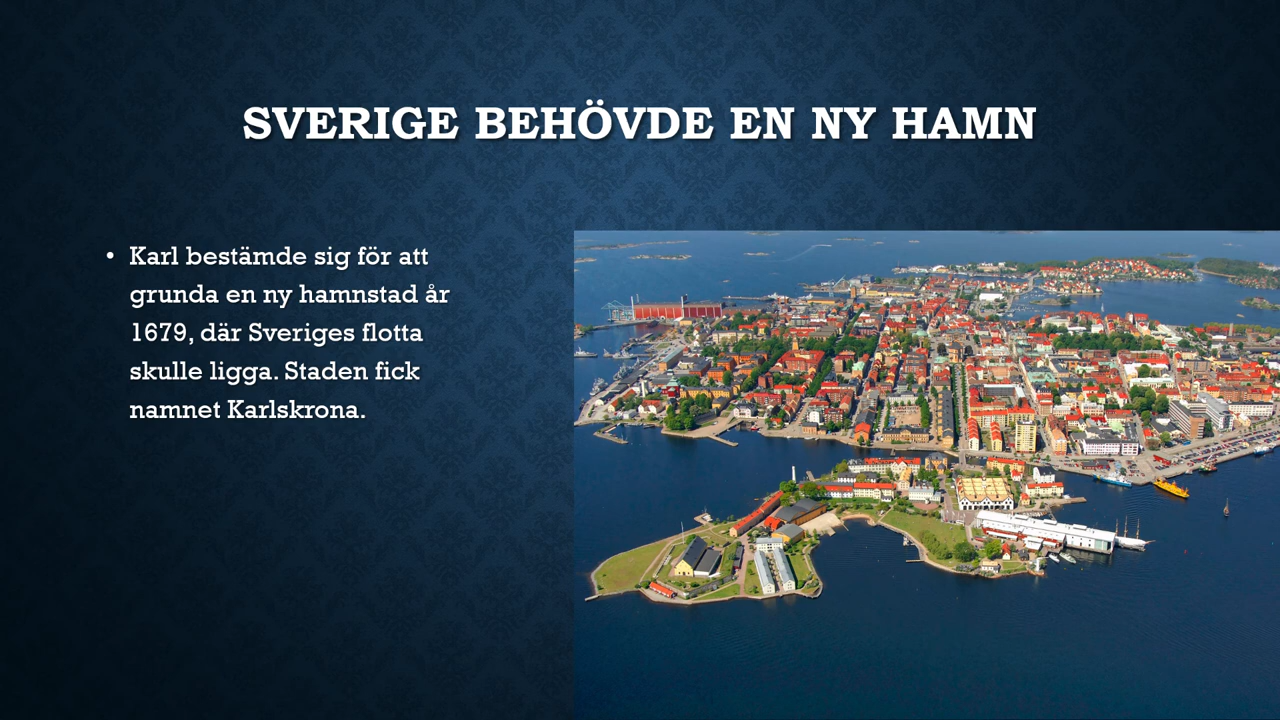 SVERIGE BEHÖVDE EN NY HAMN
• Karl bestämde sig för att
grunda en ny hamnstad år
1679, där Sveriges flotta
skulle ligga. Staden fick
namnet Karlskrona.